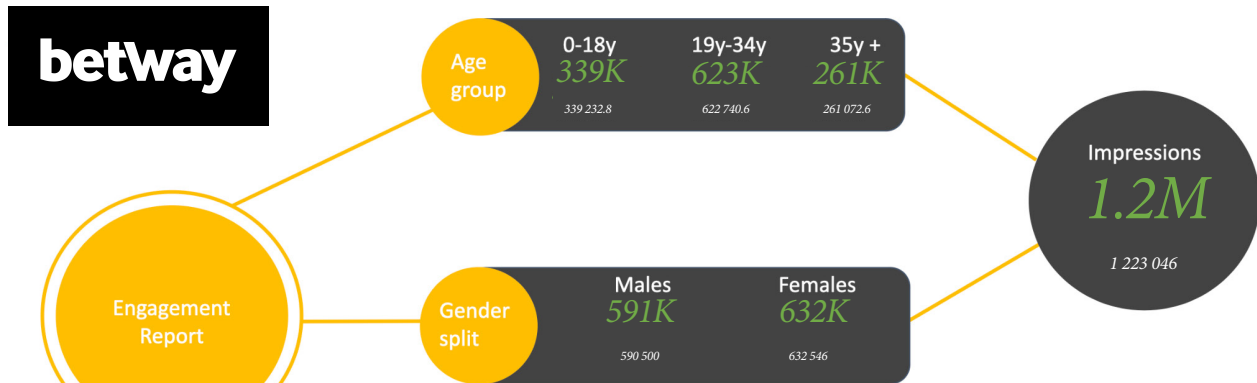 betway
Age
group
0-18y 19y-34y 35y +
339K 623K 261K
339 232.8 622 740.6 261 072.6
Impressions
1.2M
1 223 046
Engagement
Report
Gender
split
Males Females
591K 632K
590 500 632 546